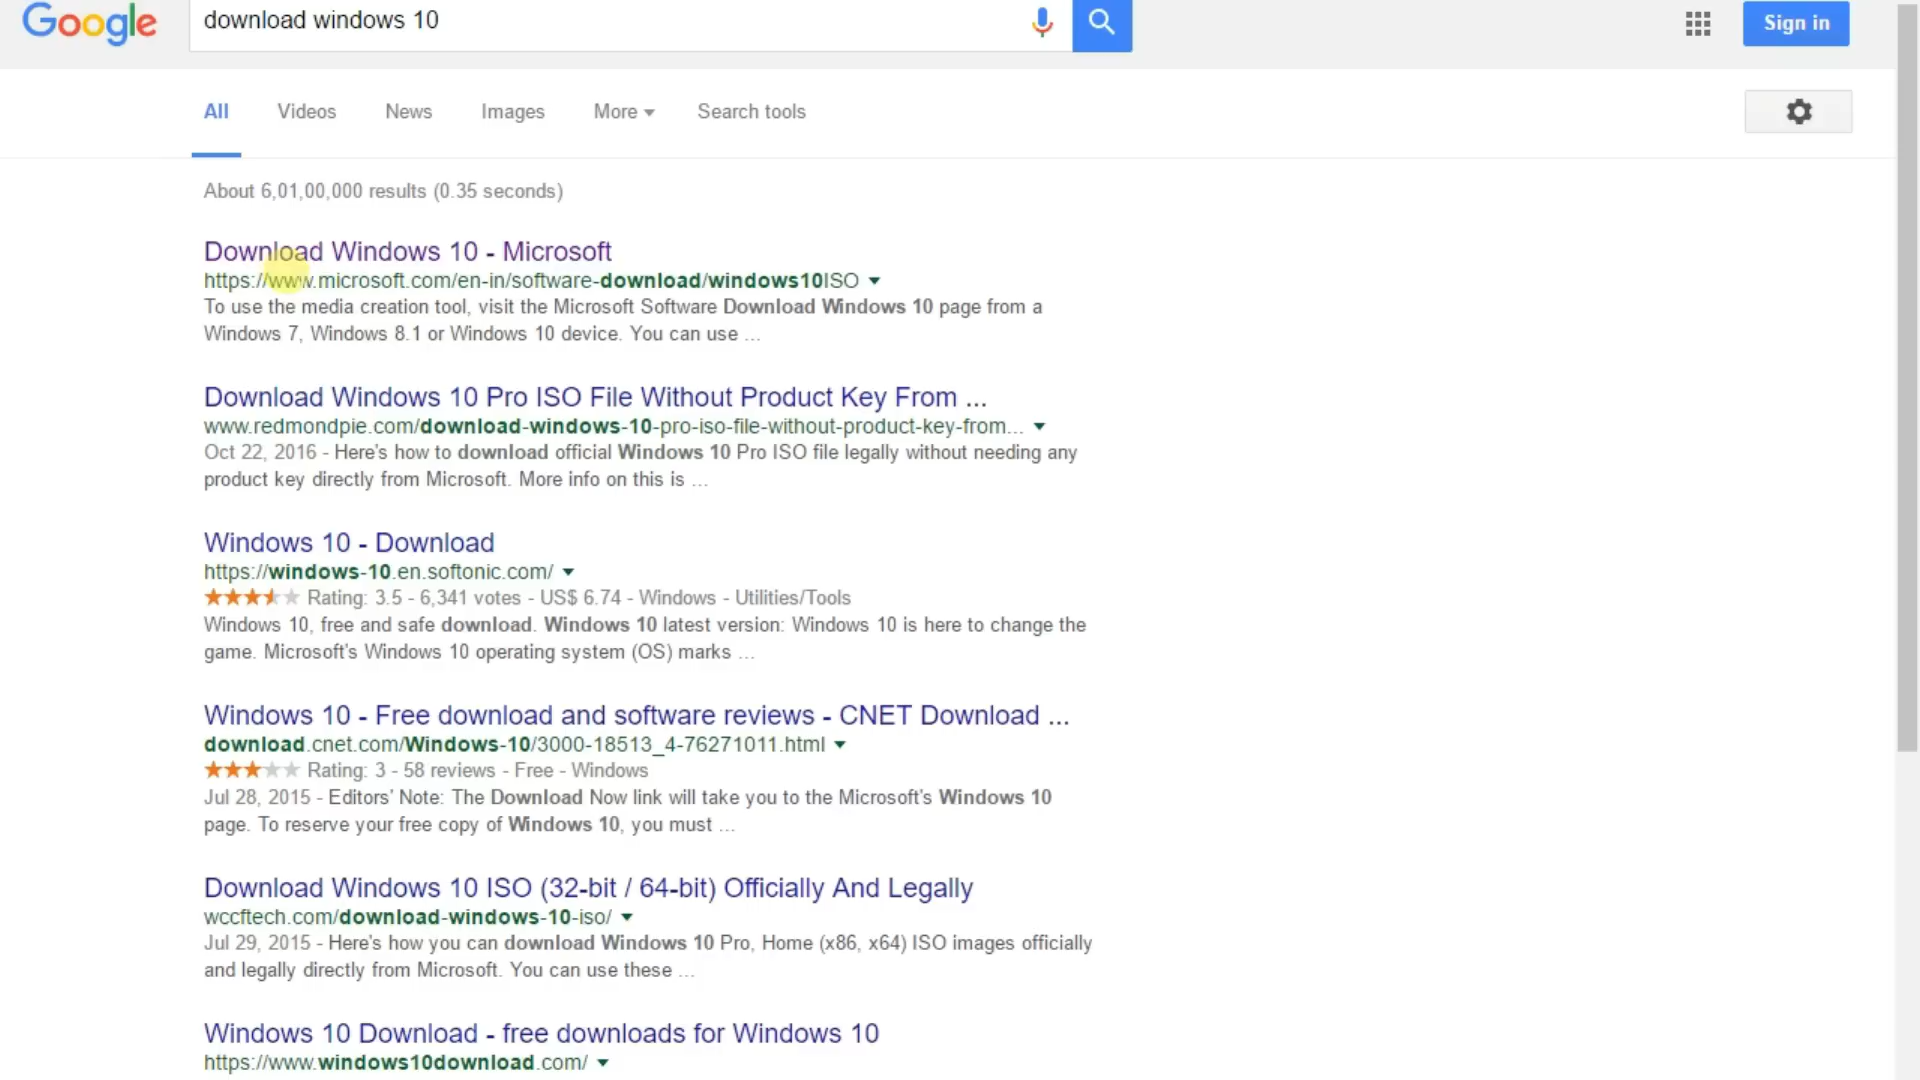 Google
download windows 10
Sign in
All Videos News Images More Search tools
About 6,01,00,000 results (0.35 seconds)
Download Windows 10 - Microsoft
https://www.microsoft.com/en-in/software-download/windows10ISO
To use the media creation tool, visit the Microsoft Software Download Windows 10 page from a
Windows 7, Windows 8.1 or Windows 10 device. You can use ...
Download Windows 10 Pro ISO File Without Product Key From ...
www.redmondpie.com/download-windows-10-pro-iso-file-without-product-key-from...
Oct 22, 2016 - Here's how to download official Windows 10 Pro ISO file legally without needing any
product key directly from Microsoft. More info on this is ...
Windows 10 - Download
https://windows-10.en.softonic.com/
Rating: 3.5 - 6,341 votes - US$ 6.74 - Windows - Utilities/Tools
Windows 10, free and safe download. Windows 10 latest version: Windows 10 is here to change the
game. Microsoft's Windows 10 operating system (OS) marks ...
Windows 10 - Free download and software reviews - CNET Download ...
download.cnet.com/Windows-10/3000-18513_4-76271011.html
Rating: 3 - 58 reviews - Free - Windows
Jul 28, 2015 - Editors' Note: The Download Now link will take you to the Microsoft's Windows 10
page. To reserve your free copy of Windows 10, you must ...
Download Windows 10 ISO (32-bit / 64-bit) Officially And Legally
wccftech.com/download-windows-10-iso/
Jul 29, 2015 - Here's how you can download Windows 10 Pro, Home (x86, x64) ISO images officially
and legally directly from Microsoft. You can use these ...
Windows 10 Download - free downloads for Windows 10
https://www.windows10download.com/